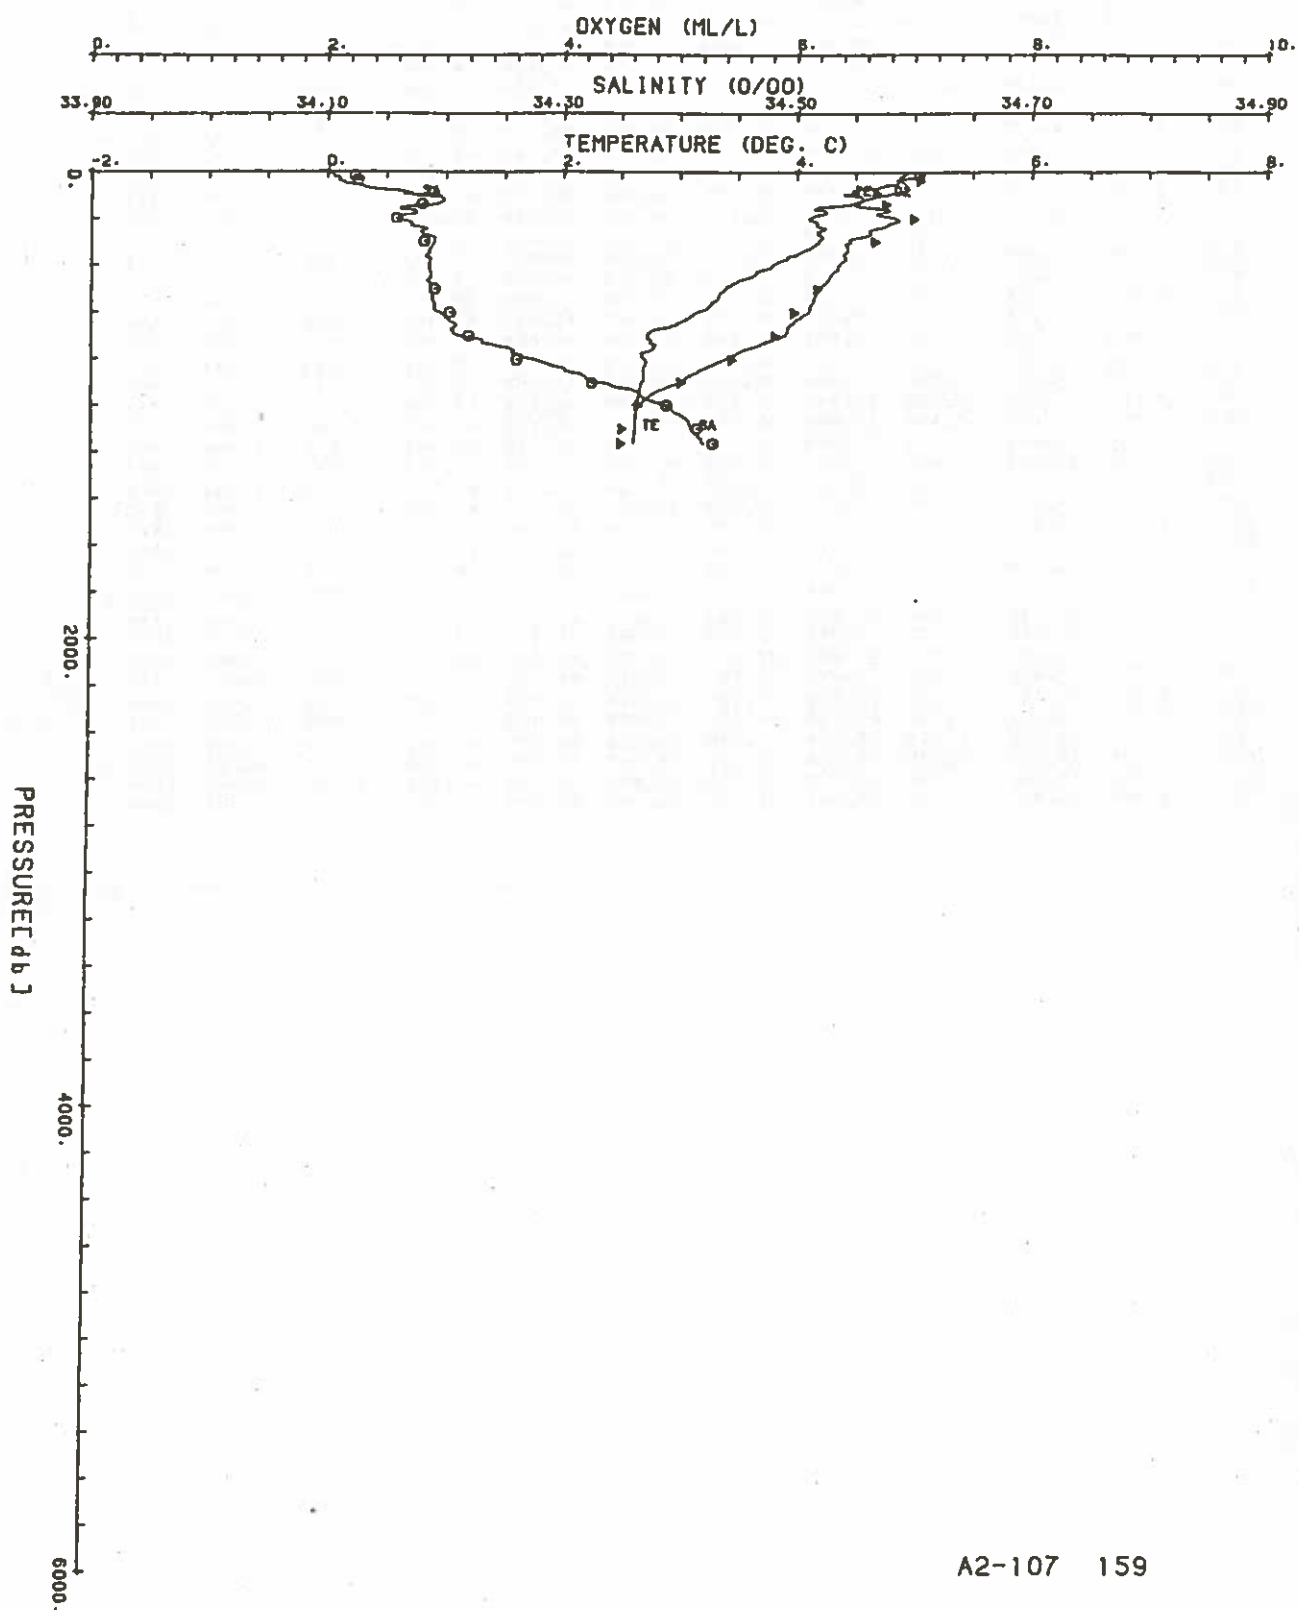 OXYGEN (ML/L)
0. 2. 4. 6. 8. 10.
SALINITY (0/00)
33.90 34.10 34.30 34.50 34.70 34.90
TEMPERATURE (DEG. C)
-2. 0. 2. 4. 6. 8.
0.
TE SA
2000.
PRESSURE[db]
4000.
6000.
A2-107 159